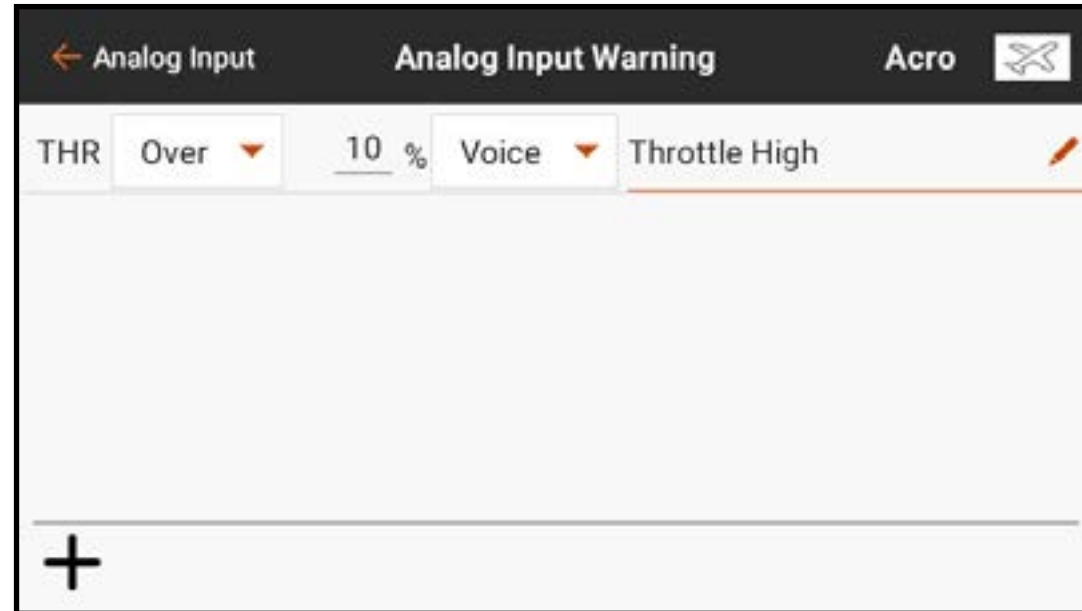 Analog Input Analog Input Warning Acro
THR Over 10 % Voice Throttle High